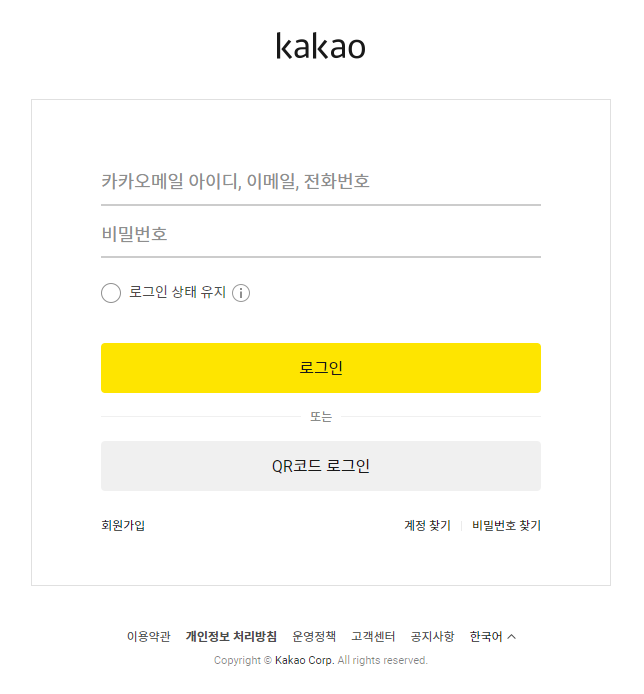 kakao
카카오메일 아이디, 이메일, 전화번호
비밀번호
로그인 상태 유지
로그인
또는
QR코드 로그인
회원가입 계정 찾기 비밀번호 찾기
이용약관 개인정보 처리방침 운영정책 고객센터 공지사항 한국어
Copyright © Kakao Corp. All rights reserved.